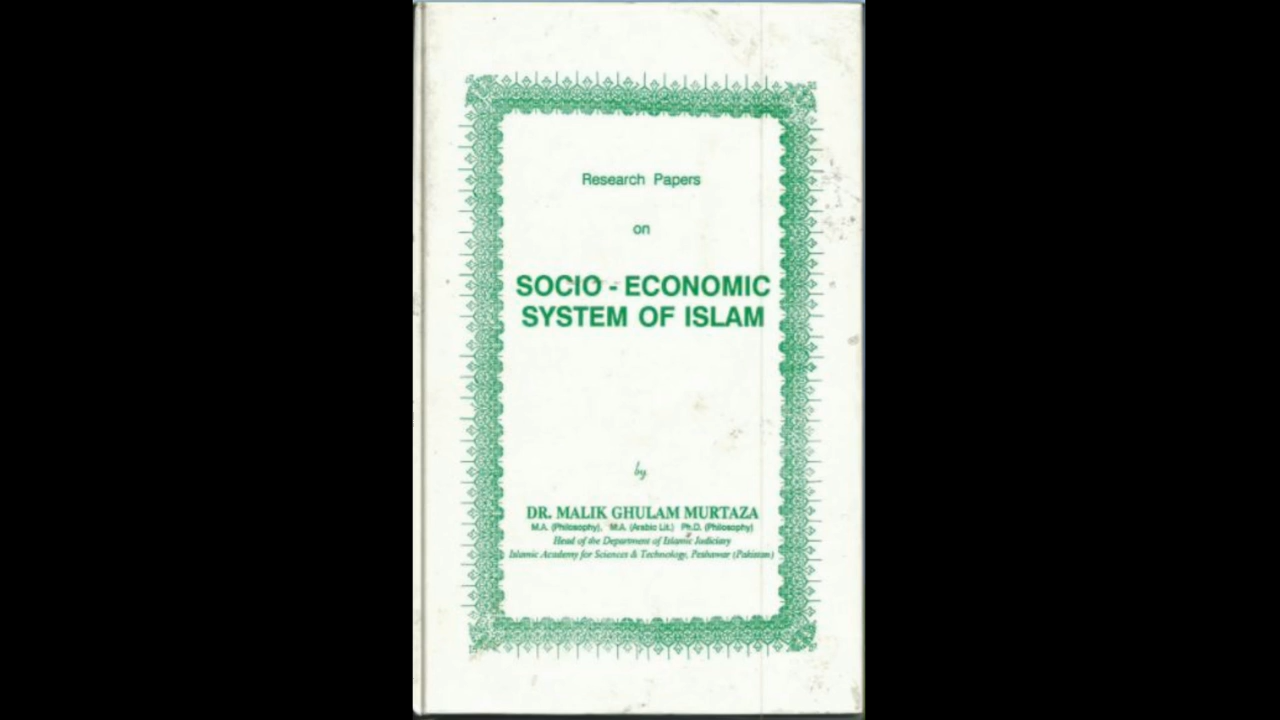 Research Papers
on
SOCIO - ECONOMIC
SYSTEM OF ISLAM
by
DR. MALIK GHULAM MURTAZA
M.A. (Philosophy), M.A. (Arabic Lit.) Ph.D. (Philosophy)
Head of the Department of Islamic Judiciary
Islamic Academy for Sciences & Technology, Peshawar (Pakistan)